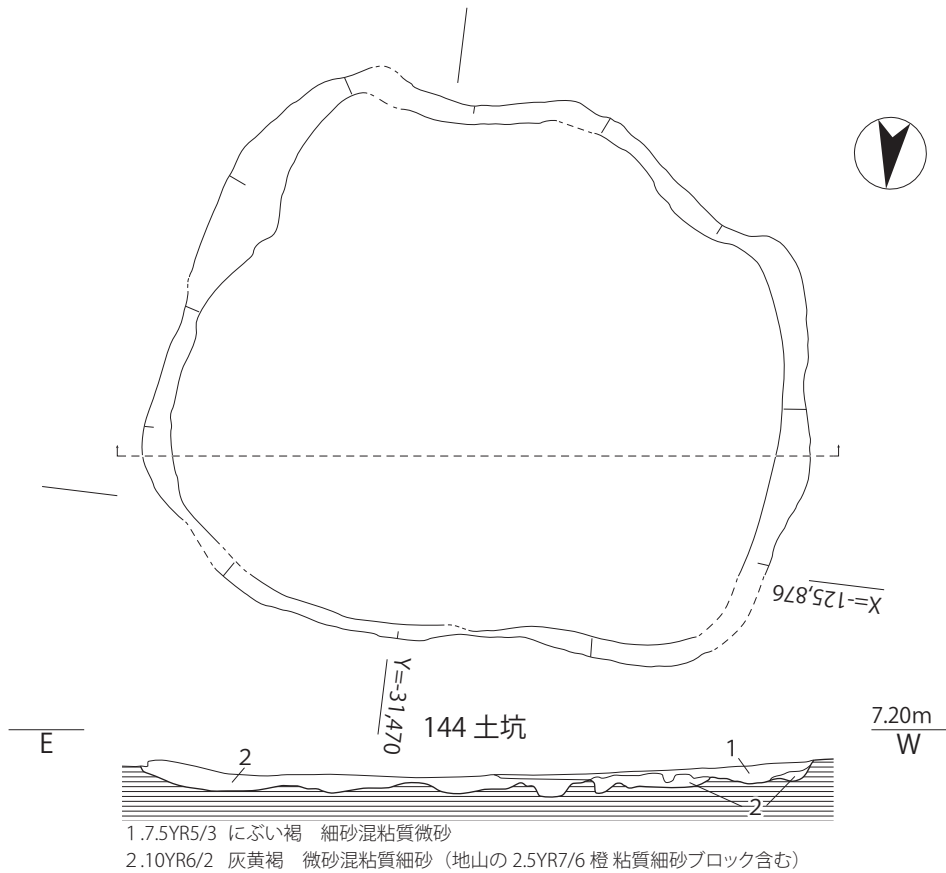 X=-125,876
Y=-31,470
144 土坑
7.20m
E
W
2
1
2
1.7.5YR5/3 にぶい褐 細砂混粘質微砂
2.10YR6/2 灰黄褐 微砂混粘質細砂（地山の 2.5YR7/6 橙 粘質細砂ブロック含む）